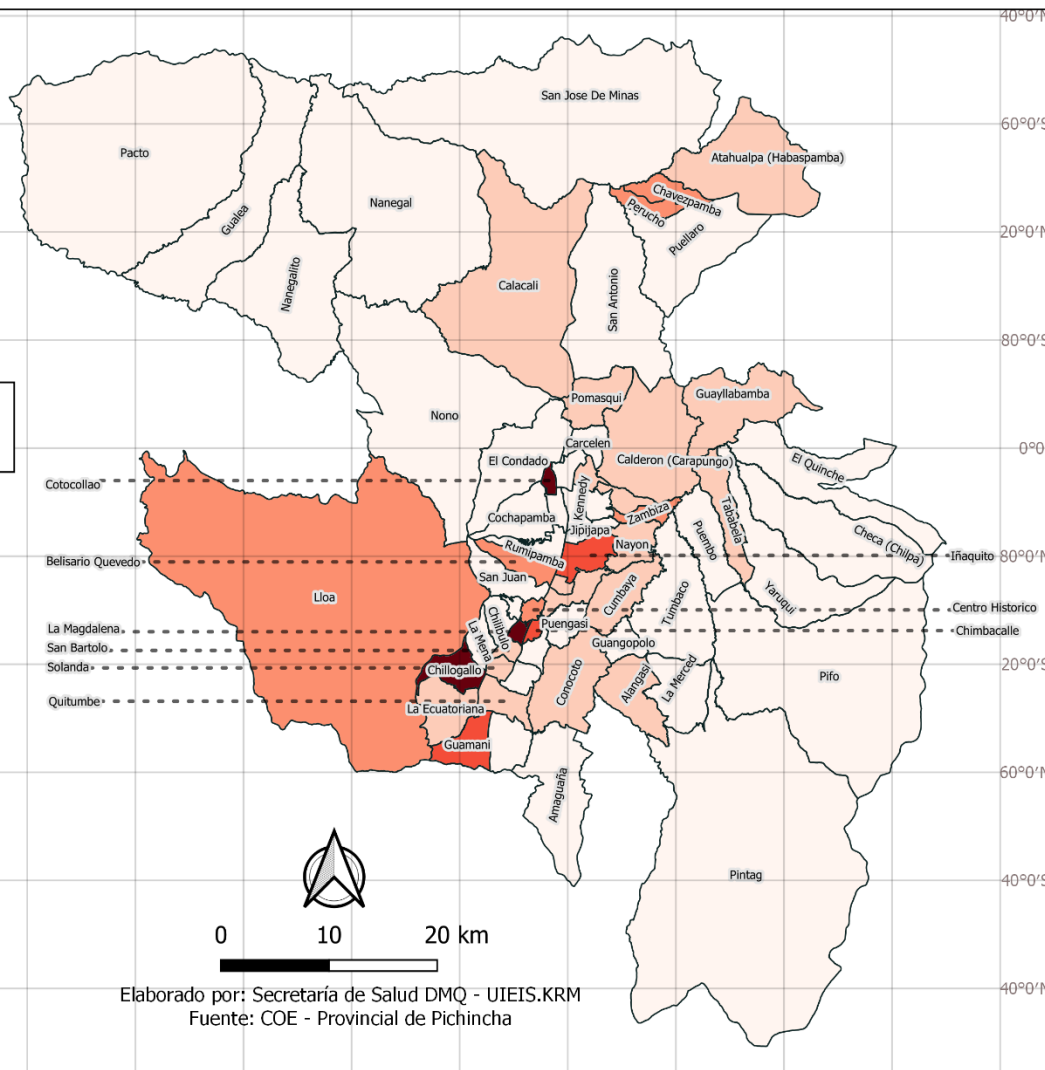 40°0'N
San Jose De Minas
60°0'S
Pacto
Atahualpa (Habaspamba)
Chavezpamba
Nanegal
Perucho
Gualea
20°0'S
Puellaro
Nanegalito
Calacali
San Antonio
80°0'S
Guayllabamba
Pomasqui
Nono
Carcelen
0°0'S
El Condado
Calderon (Carapungo)
El Quinche
Cotocollao
Kennedy
Cochapamba
Zambiza
Tababela
Jipijapa
Puembo
Checa (Chilpa)
Nayon
Rumipamba
80°0'N
Iñaquito
Belisario Quevedo
San Juan
Cumbaya
Lloa
Tumbaco
Yaruqui
Centro Historico
Chilibulo
Puengasi
La Magdalena
Chimbacalle
La Mena
Guangopolo
San Bartolo
Solanda
20°0'S
Chillogallo
Conocoto
Alangasi
La Merced
Pifo
Quitumbe
La Ecuatoriana
Guamani
60°0'S
Amaguaña
Pintag
40°0'S
0 10 20 km
40°0'N
Elaborado por: Secretaría de Salud DMQ - UIEIS.KRM
Fuente: COE - Provincial de Pichincha